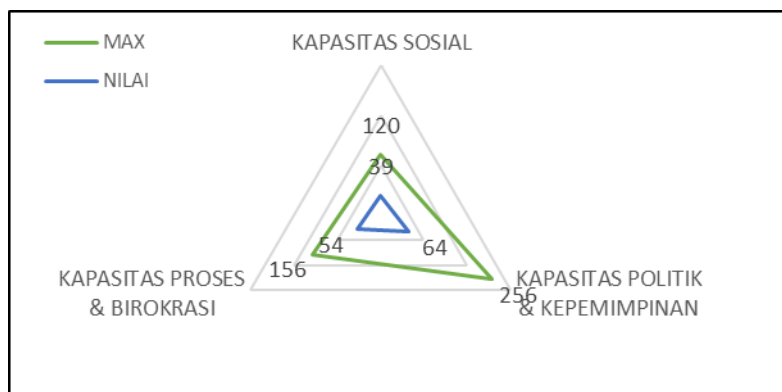 MAX
NILAI
KAPASITAS SOSIAL
120
39
54
64
156
256
KAPASITAS PROSES
& BIROKRASI
KAPASITAS POLITIK
& KEPEMIMPINAN